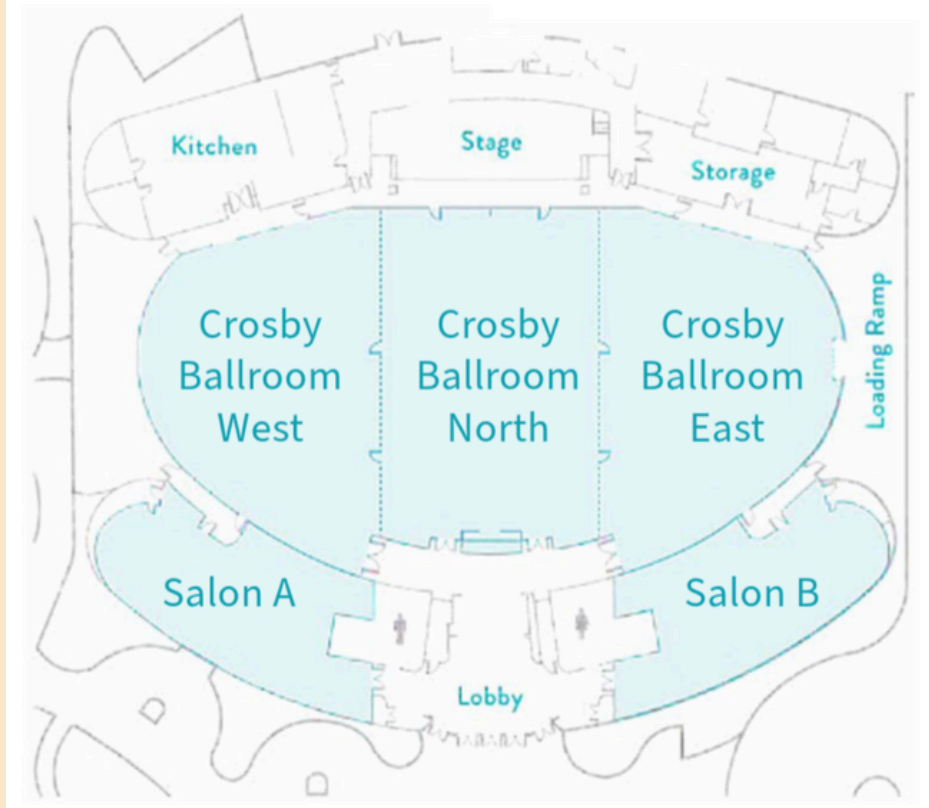 Kitchen
Stage
Storage
Crosby
Ballroom
West
Crosby
Ballroom
North
Crosby
Ballroom
East
Loading Ramp
Salon A
Salon B
Lobby